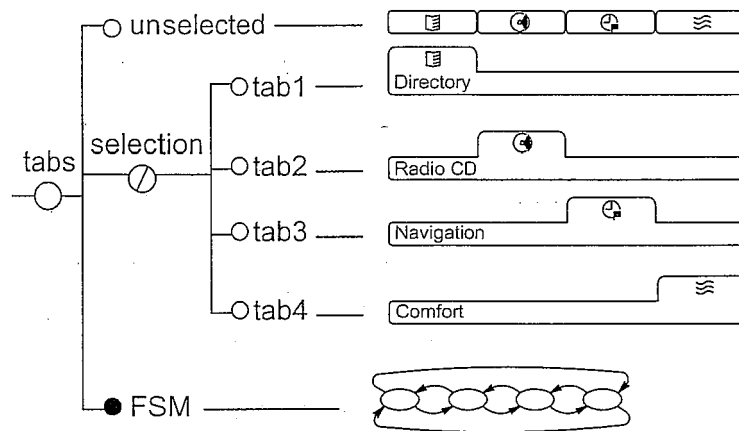 unselected
tab1
Directory
selection
tabs
tab2
Radio CD
tab3
Navigation
tab4
Comfort
FSM